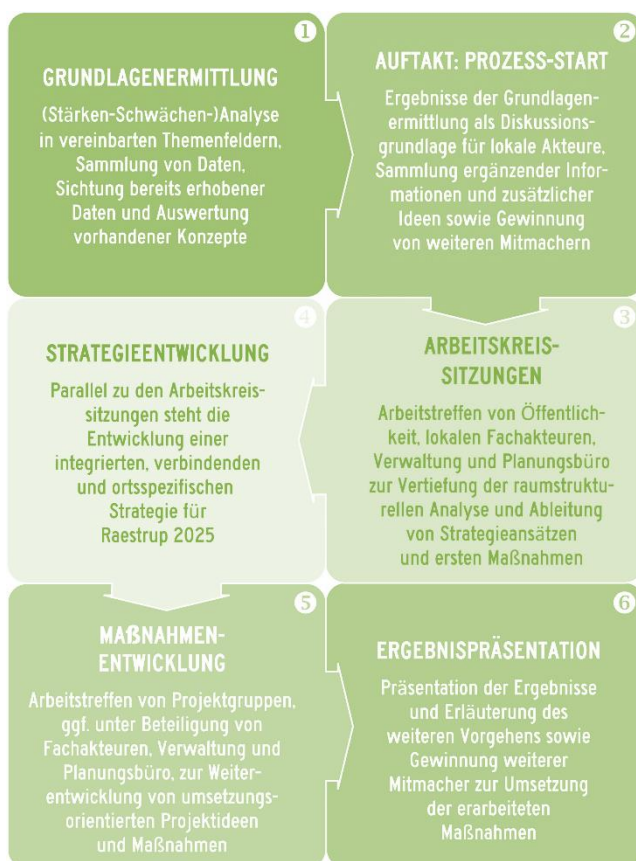 1
GRUNDLAGENERMITTLUNG
(Stärken-Schwächen-)Analyse
in vereinbarten Themenfeldern,
Sammlung von Daten,
Sichtung bereits erhobener
Daten und Auswertung
vorhandener Konzepte
2
AUFTAKT: PROZESS-START
Ergebnisse der Grundlagen-
ermittlung als Diskussions-
grundlage für lokale Akteure,
Sammlung ergänzender Infor-
mationen und zusätzlicher
Ideen sowie Gewinnung
von weiteren Mitmachern
3
ARBEITSKREIS-
SITZUNGEN
Arbeitstreffen von Öffentlich-
keit, lokalen Fachakteuren,
Verwaltung und Planungsbüro
zur Vertiefung der raumstruktu-
rellen Analyse und Ableitung
von Strategieansätzen
und ersten Maßnahmen
4
STRATEGIEENTWICKLUNG
Parallel zu den Arbeitskreis-
sitzungen steht die
Entwicklung einer
integrierten, verbindenden
und ortsspezifischen
Strategie für
Raestrup 2025
5
MAßNAHMEN-
ENTWICKLUNG
Arbeitstreffen von Projektgruppen,
ggf. unter Beteiligung von
Fachakteuren, Verwaltung und
Planungsbüro, zur Weiter-
entwicklung von umsetzungs-
orientierten Projektideen
und Maßnahmen
6
ERGEBNISPRÄSENTATION
Präsentation der Ergebnisse
und Erläuterung des
weiteren Vorgehens sowie
Gewinnung weiterer
Mitmacher zur Umsetzung
der erarbeiteten
Maßnahmen